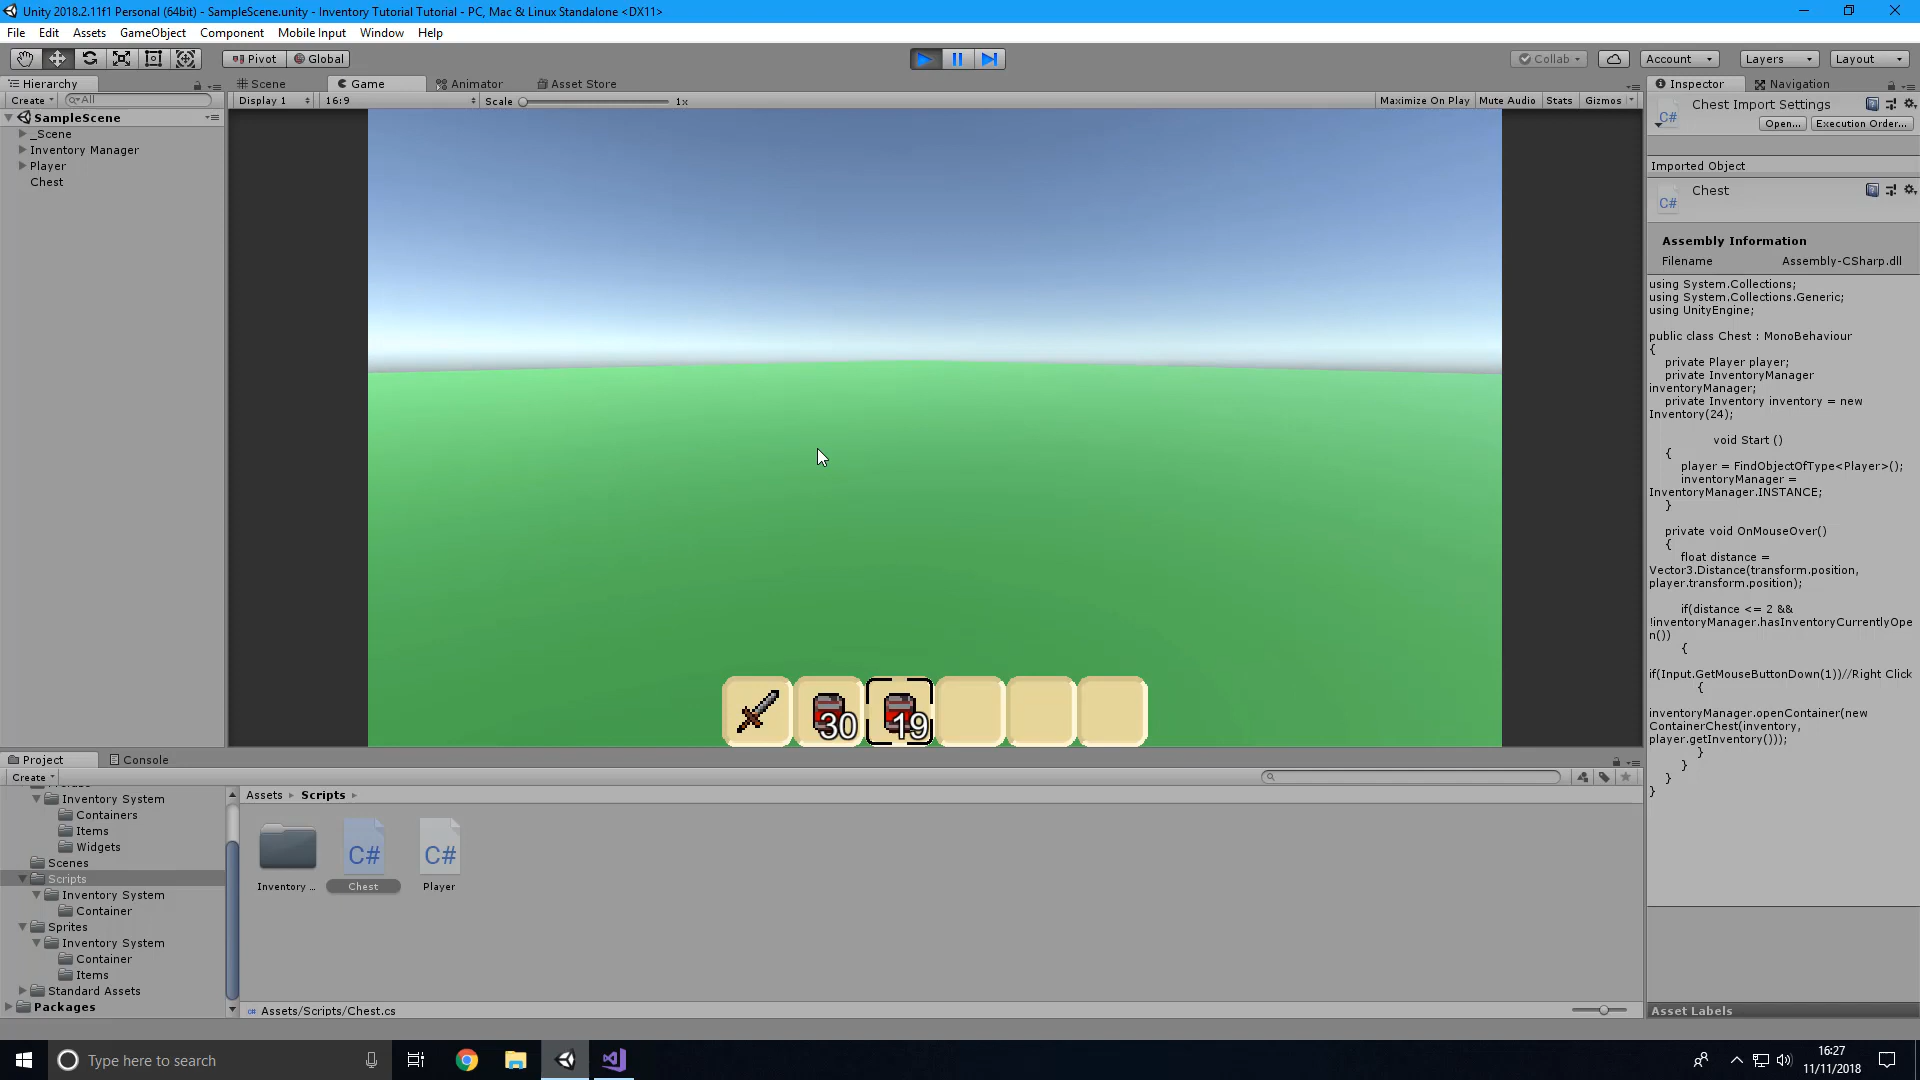 Unity 2018.2.11f1 Personal (64bit) - SampleScene.unity - Inventory Tutorial Tutorial - PC, Mac & Linux Standalone <DX11>
File Edit Assets GameObject Component Mobile Input Window Help
Pivot Global Collab Account Layers Layout
Hierarchy Scene Game Animator Asset Store Inspector Navigation
Create All Display 1 16:9 Scale 1x Maximize On Play Mute Audio Stats Gizmos
SampleScene
_Scene
Inventory Manager
Player
Chest
Chest Import Settings
Open... Execution Order...
C#
Imported Object
Chest
C#
Assembly Information
Filename Assembly-CSharp.dll
using System.Collections;
using System.Collections.Generic;
using UnityEngine;
public class Chest : MonoBehaviour
{
private Player player;
private InventoryManager
inventoryManager;
private Inventory inventory = new
Inventory(24);
void Start ()
{
player = FindObjectOfType<Player>();
inventoryManager =
InventoryManager.INSTANCE;
}
private void OnMouseOver()
{
float distance =
Vector3.Distance(transform.position,
player.transform.position);
if(distance <= 2 &&
!inventoryManager.hasInventoryCurrentlyOpe
n())
{
if(Input.GetMouseButtonDown(1))//Right Click
{
inventoryManager.openContainer(new
ContainerChest(inventory,
player.getInventory()));
}
}
}
}
30 19
Project Console
Create
Inventory System
Containers
Items
Widgets
Scenes
Scripts
Inventory System
Container
Sprites
Inventory System
Container
Items
Standard Assets
Packages
Assets Scripts
C# C#
Inventory ... Chest Player
Assets/Scripts/Chest.cs
Asset Labels
Type here to search
16:27
11/11/2018